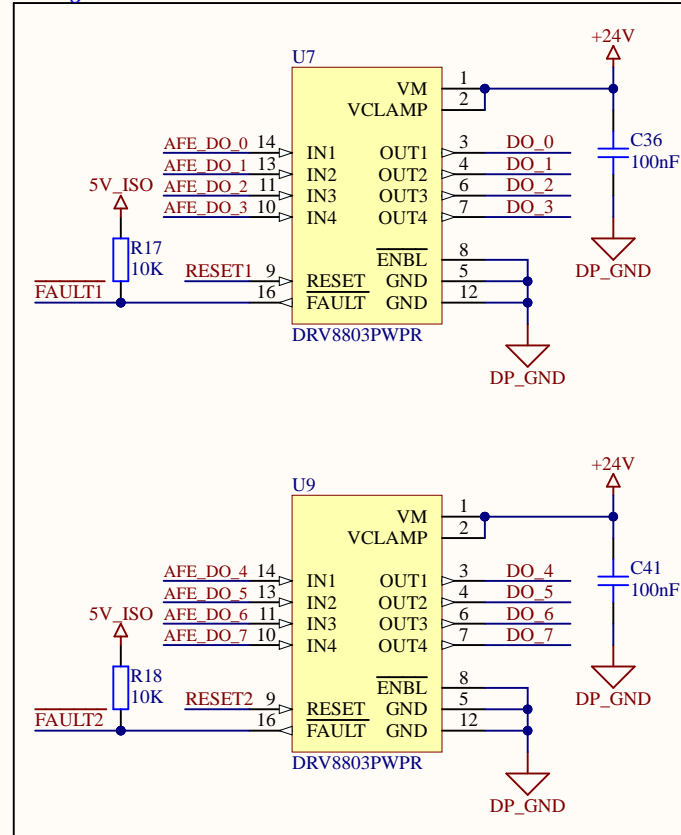 +24V
U7
VM 1
VCLAMP 2
C36
100nF
AFE_DO_0 14 IN1 OUT1 3 DO_0
AFE_DO_1 13 IN2 OUT2 4 DO_1
AFE_DO_2 11 IN3 OUT3 6 DO_2
AFE_DO_3 10 IN4 OUT4 7 DO_3
5V_ISO
R17
10K
ENBL 8
RESET1 9 RESET GND 5
FAULT1 16 FAULT GND 12
DP_GND
DRV8803PWPR
DP_GND
+24V
U9
VM 1
VCLAMP 2
C41
100nF
AFE_DO_4 14 IN1 OUT1 3 DO_4
AFE_DO_5 13 IN2 OUT2 4 DO_5
AFE_DO_6 11 IN3 OUT3 6 DO_6
AFE_DO_7 10 IN4 OUT4 7 DO_7
5V_ISO
R18
10K
ENBL 8
RESET2 9 RESET GND 5
FAULT2 16 FAULT GND 12
DP_GND
DRV8803PWPR
DP_GND